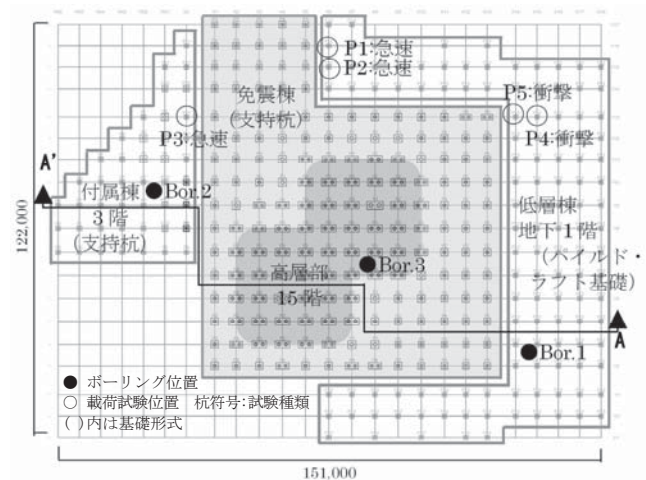 P1:急速
P2:急速
免震棟
(支持杭)
P5:衝撃
P3:急速
P4:衝撃
A'
付属棟
Bor.2
3 階
(支持杭)
低層棟
地下 1 階
(パイルド・
ラフト基礎)
高層部
15 階
Bor.3
A
Bor.1
122,000
● ボーリング位置
○ 載荷試験位置 杭符号:試験種類
( )内は基礎形式
151,000